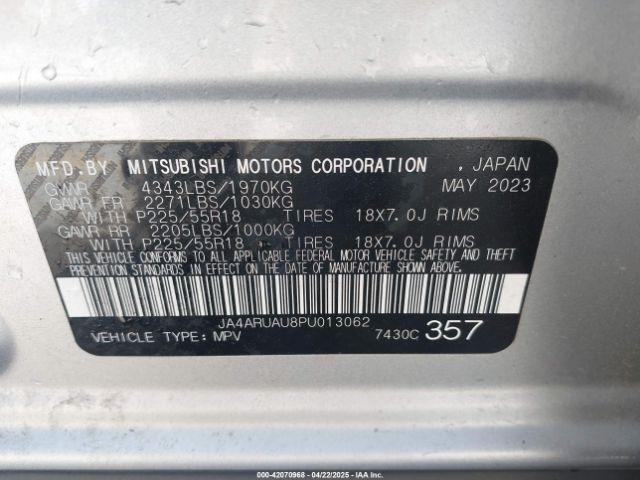 MFD.BY MITSUBISHI MOTORS CORPORATION , JAPAN
GVWR 4343LBS/1970KG MAY 2023
GAWR FR 2271LBS/1030KG
WITH P225/55R18 TIRES 18X7.0J RIMS
GAWR RR 2205LBS/1000KG
WITH P225/55R18 TIRES 18X7.0J RIMS
THIS VEHICLE CONFORMS TO ALL APPLICABLE FEDERAL MOTOR VEHICLE SAFETY AND THEFT
PREVENTION STANDARDS IN EFFECT ON THE DATE OF MANUFACTURE SHOWN ABOVE.
JA4ARUAU8PU013062
VEHICLE TYPE: MPV 7430C 357
000-42070968 - 04/22/2025 - IAA Inc.